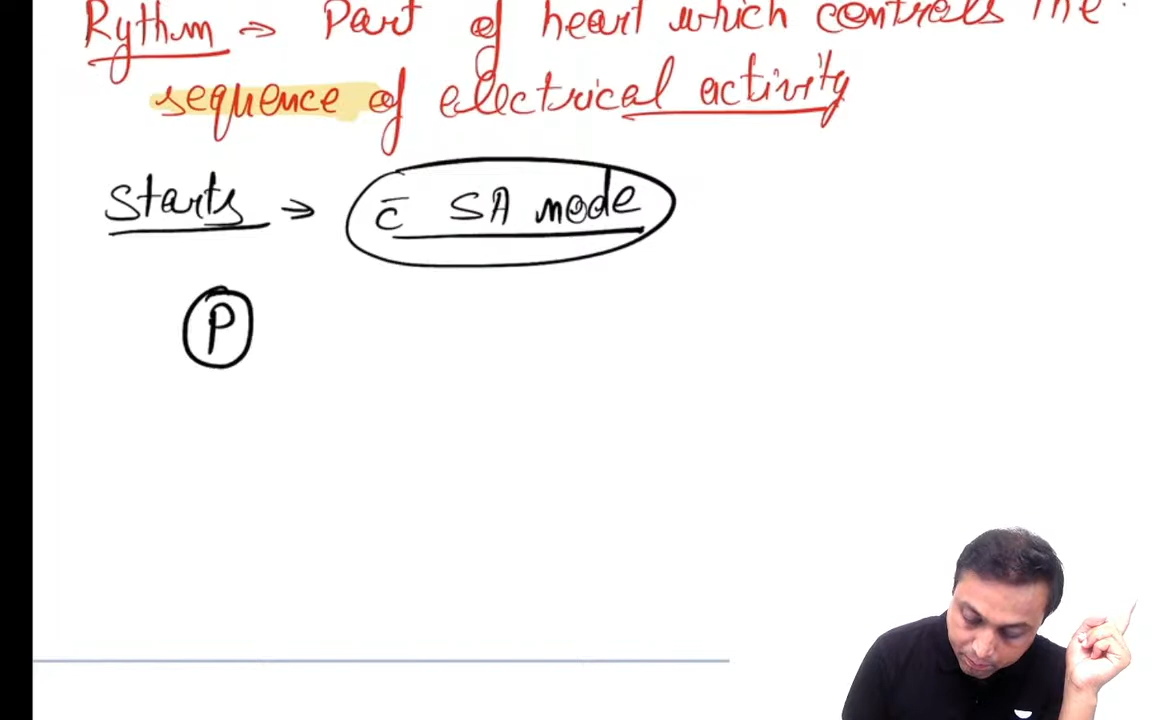 Rythm → Part of heart which controls the
sequence of electrical activity
Starts → c̄ SA node
P